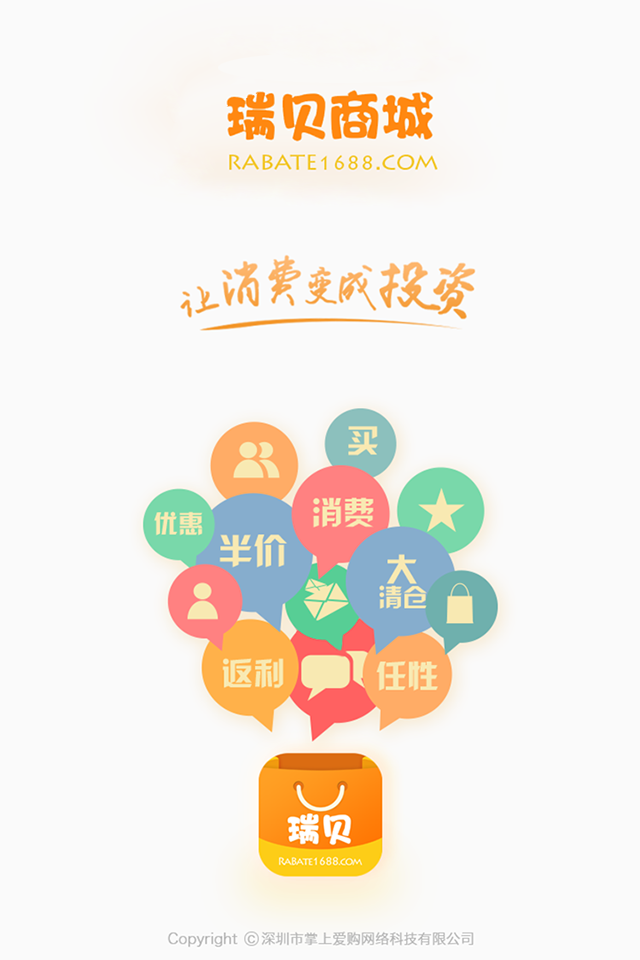 瑞贝商城
RABATE1688.COM
让消费变成投资
买
优惠
消费
半价
大
清仓
返利
任性
瑞贝
RABATE1688.COM
Copyright ©深圳市掌上爱购网络科技有限公司